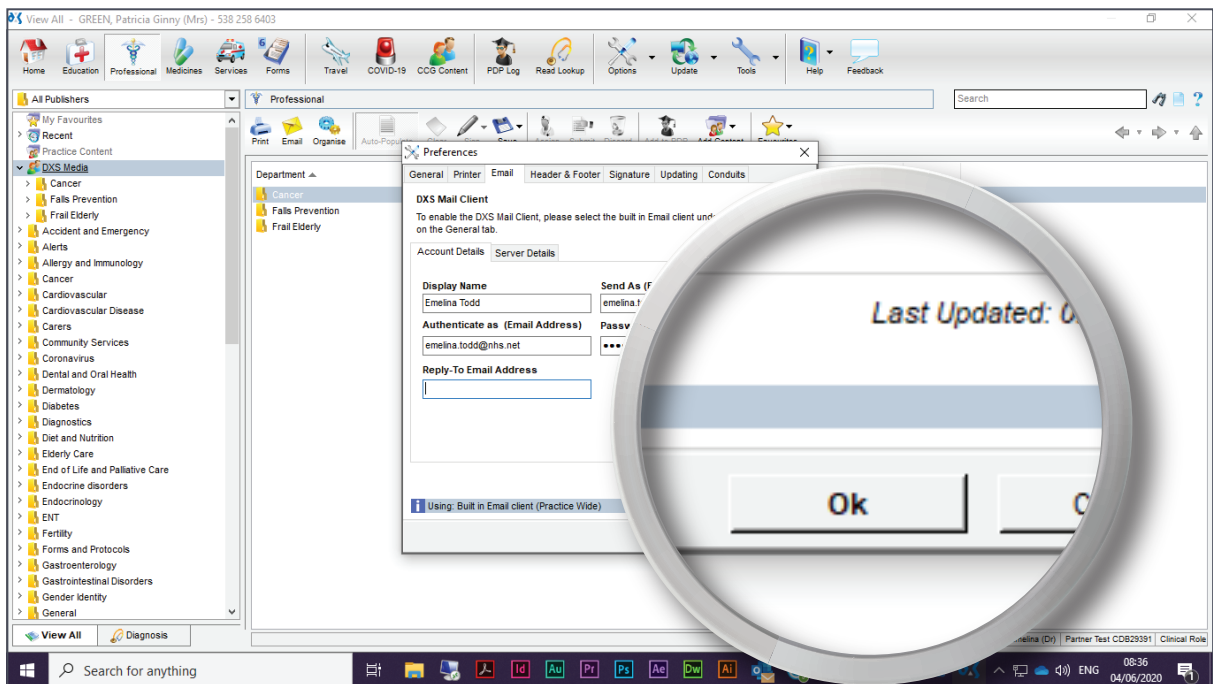 View All - GREEN, Patricia Ginny (Mrs) - 538 258 6403
Home Education Professional Medicines Services Forms Travel COVID-19 CCG Content PDP Log Read Lookup Options Update Tools Help Feedback
6
All Publishers
Professional
Search
My Favourites
Recent
Practice Content
DXS Media
Cancer
Falls Prevention
Frail Elderly
Accident and Emergency
Alerts
Allergy and Immunology
Cancer
Cardiovascular
Cardiovascular Disease
Carers
Community Services
Coronavirus
Dental and Oral Health
Dermatology
Diabetes
Diagnostics
Diet and Nutrition
Elderly Care
End of Life and Palliative Care
Endocrine disorders
Endocrinology
ENT
Fertility
Forms and Protocols
Gastroenterology
Gastrointestinal Disorders
Gender Identity
General
View All Diagnosis
Print Email Organise
Department
Cancer
Falls Prevention
Frail Elderly
Preferences
General Printer Email Header & Footer Signature Updating Conduits
DXS Mail Client
To enable the DXS Mail Client, please select the built in Email client
on the General tab.
Account Details Server Details
Display Name Send As
Emelina Todd
Authenticate as (Email Address)
emelina.todd@nhs.net
Reply-To Email Address
Using: Built in Email client (Practice Wide)
Last Updated:
Ok
(Dr) Partner Test CDB29391 Clinical Role
Search for anything
Id Au Pr Ps Ae Dw Ai
ENG
08:36
04/06/2020